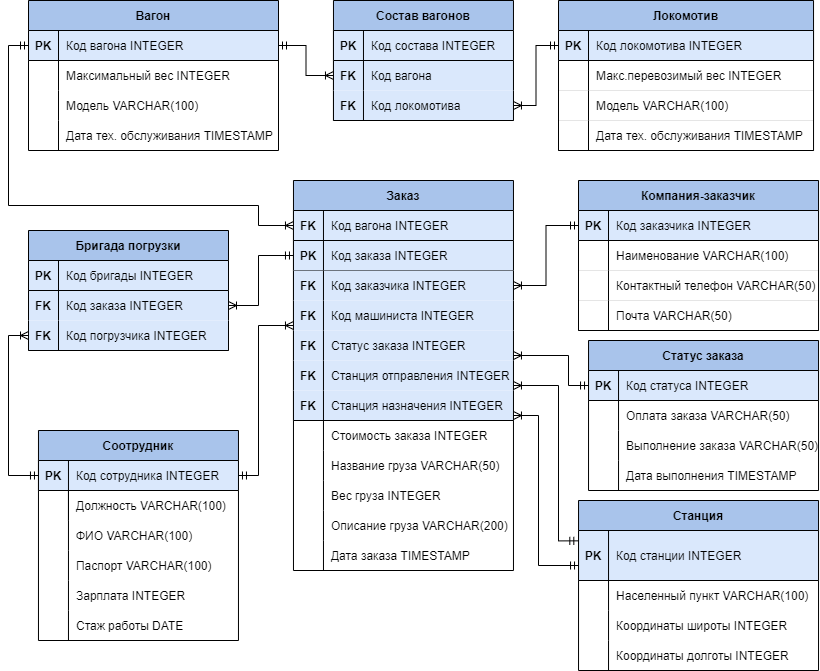 Вагон
PK Код вагона INTEGER
Максимальный вес INTEGER
Модель VARCHAR(100)
Дата тех. обслуживания TIMESTAMP
Состав вагонов
PK Код состава INTEGER
FK Код вагона
FK Код локомотива
Локомотив
PK Код локомотива INTEGER
Макс.перевозимый вес INTEGER
Модель VARCHAR(100)
Дата тех. обслуживания TIMESTAMP
Бригада погрузки
PK Код бригады INTEGER
FK Код заказа INTEGER
FK Код погрузчика INTEGER
Заказ
FK Код вагона INTEGER
PK Код заказа INTEGER
FK Код заказчика INTEGER
FK Код машиниста INTEGER
FK Статус заказа INTEGER
FK Станция отправления INTEGER
FK Станция назначения INTEGER
Стоимость заказа INTEGER
Название груза VARCHAR(50)
Вес груза INTEGER
Описание груза VARCHAR(200)
Дата заказа TIMESTAMP
Компания-заказчик
PK Код заказчика INTEGER
Наименование VARCHAR(100)
Контактный телефон VARCHAR(50)
Почта VARCHAR(50)
Статус заказа
PK Код статуса INTEGER
Оплата заказа VARCHAR(50)
Выполнение заказа VARCHAR(50)
Дата выполнения TIMESTAMP
Соотрудник
PK Код сотрудника INTEGER
Должность VARCHAR(100)
ФИО VARCHAR(100)
Паспорт VARCHAR(100)
Зарплата INTEGER
Стаж работы DATE
Станция
PK Код станции INTEGER
Населенный пункт VARCHAR(100)
Координаты широты INTEGER
Координаты долготы INTEGER